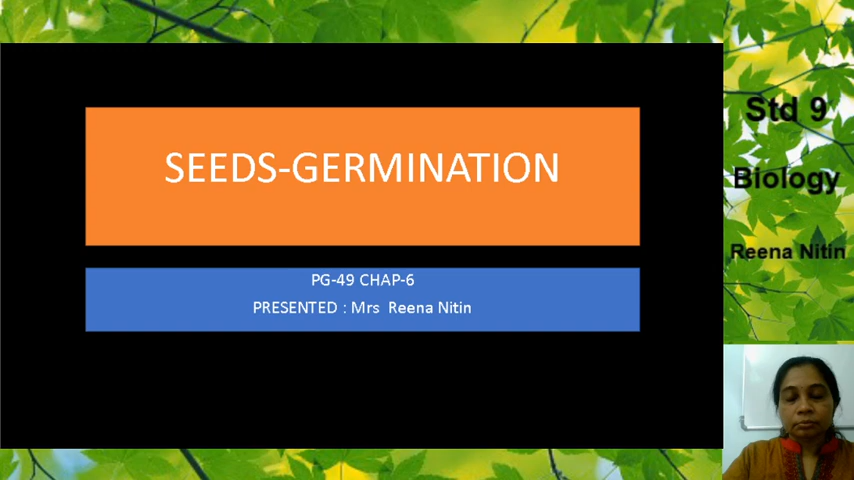 SEEDS-GERMINATION
PG-49 CHAP-6
PRESENTED : Mrs Reena Nitin
Std 9
Biology
Reena Nitin